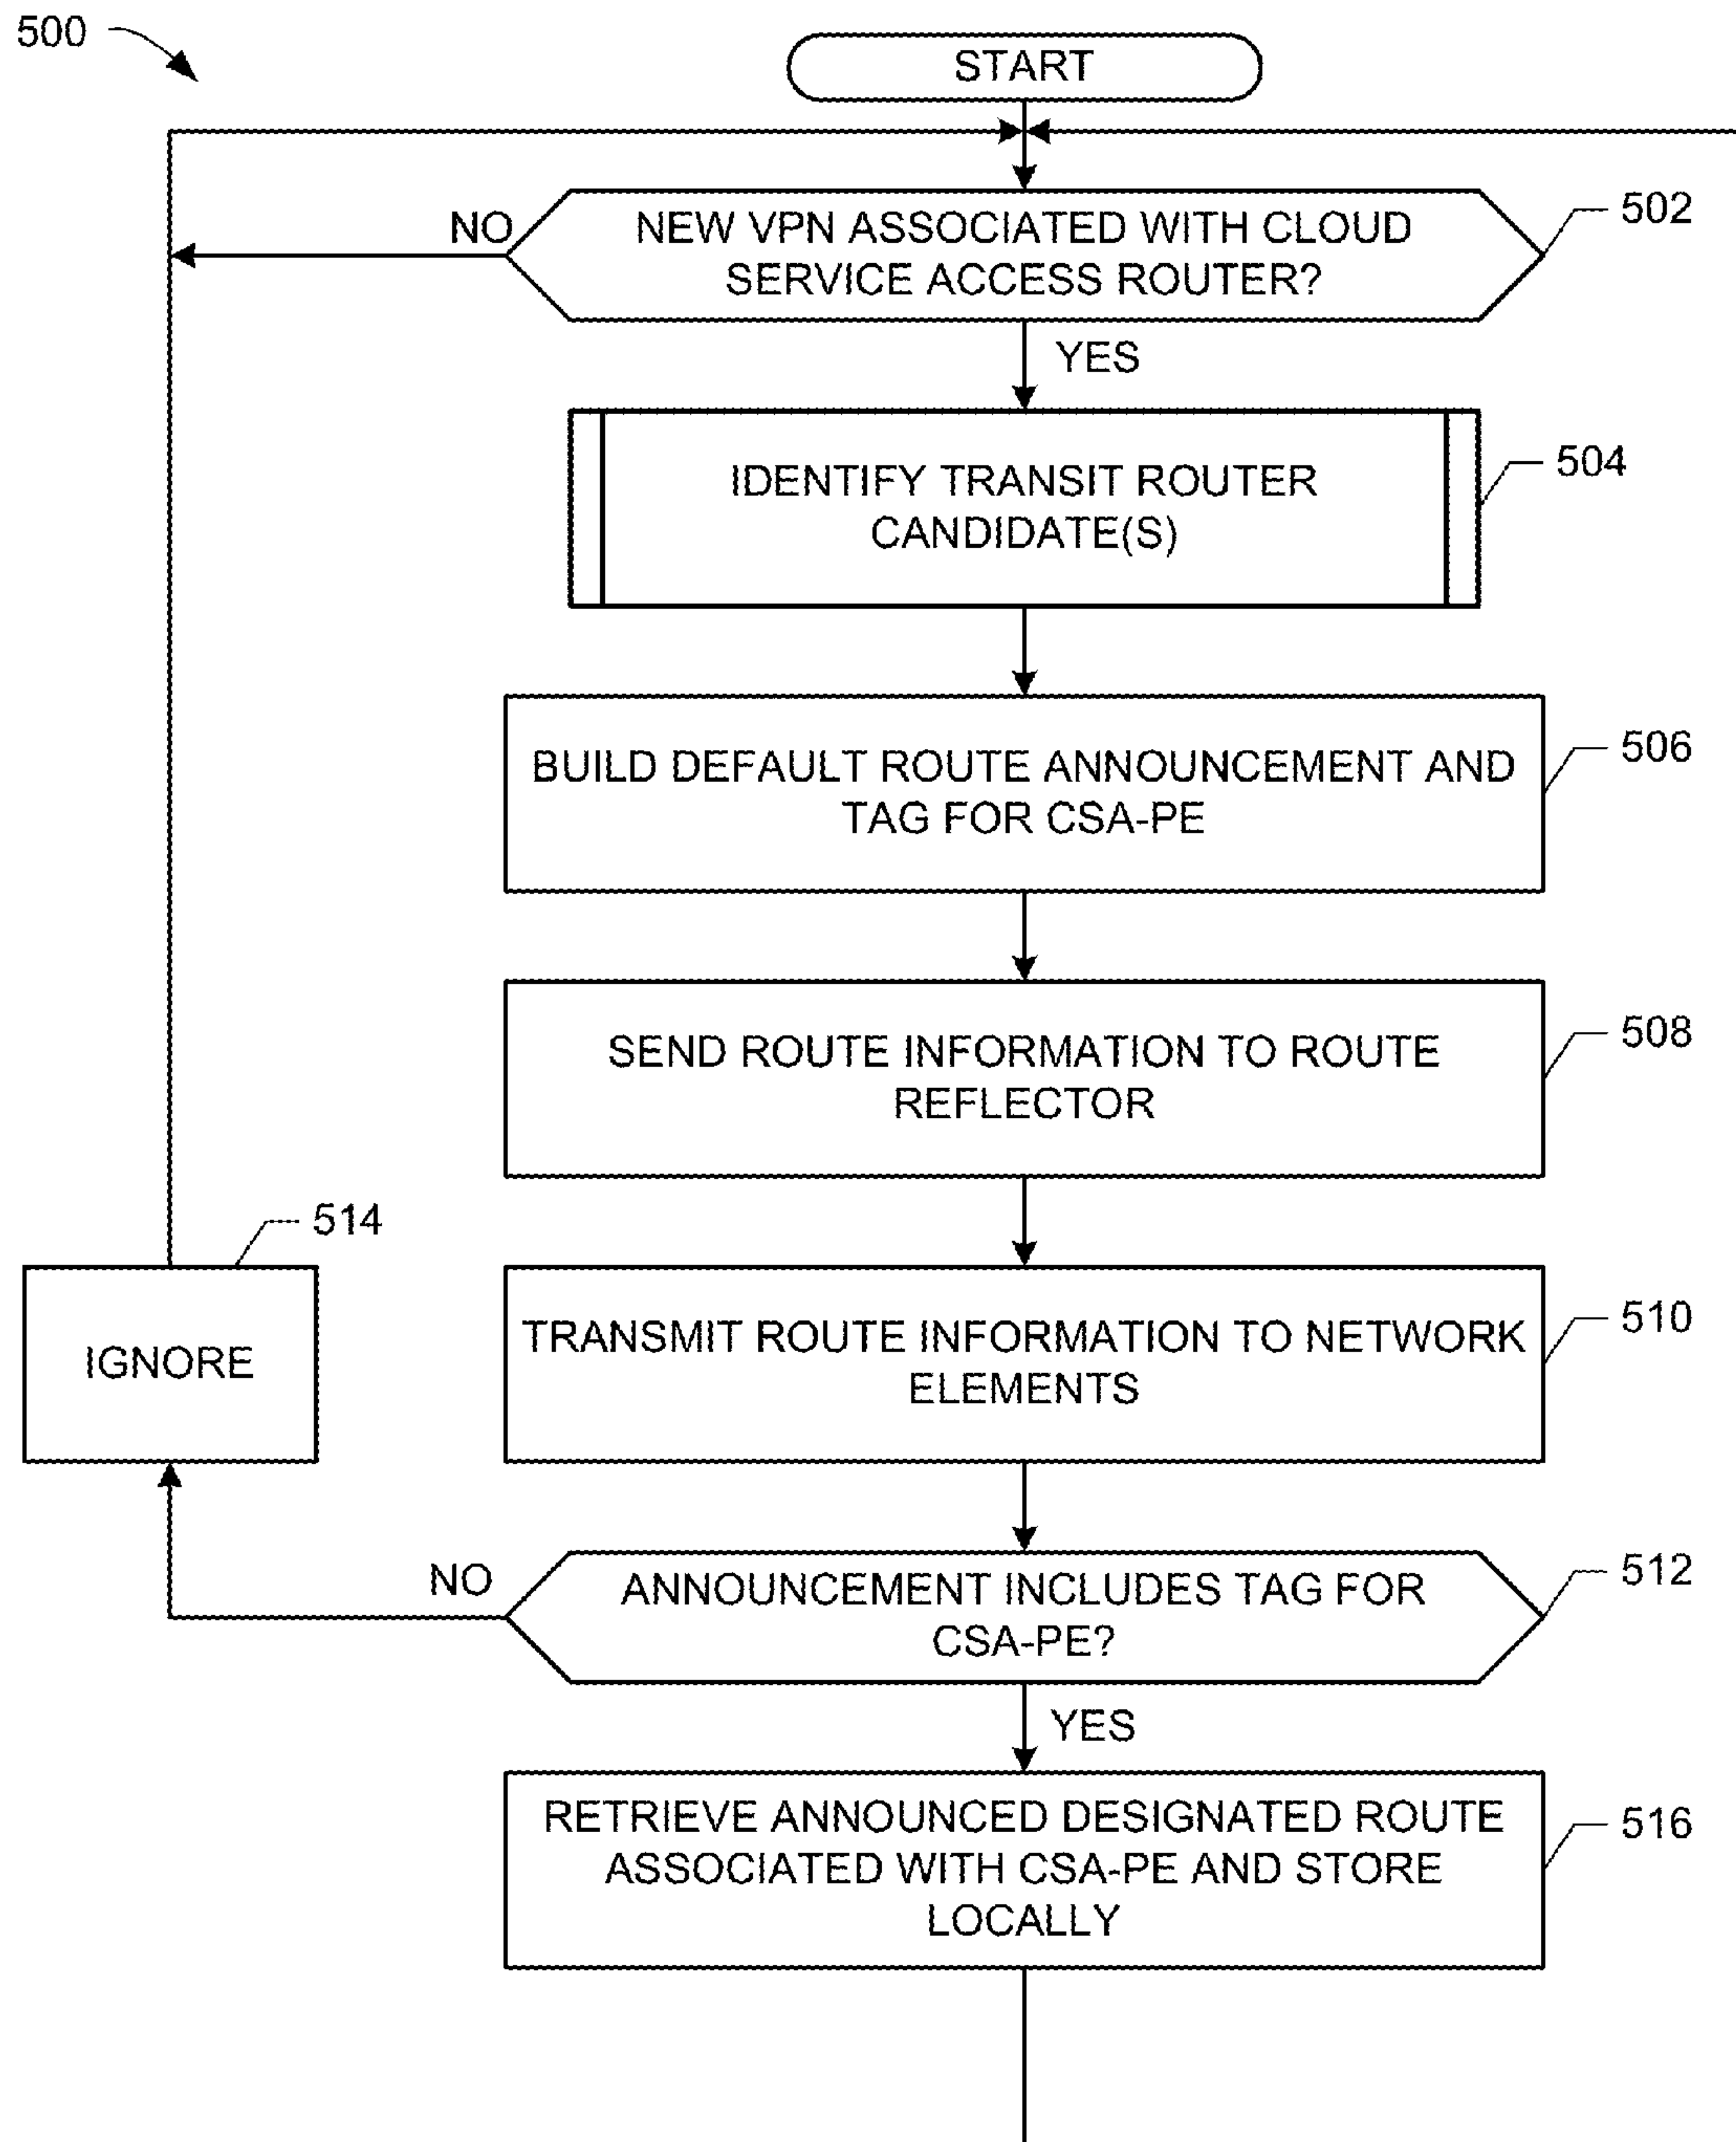 500
START
NO
NEW VPN ASSOCIATED WITH CLOUD
SERVICE ACCESS ROUTER?
502
YES
IDENTIFY TRANSIT ROUTER
CANDIDATE(S)
504
BUILD DEFAULT ROUTE ANNOUNCEMENT AND
TAG FOR CSA-PE
506
SEND ROUTE INFORMATION TO ROUTE
REFLECTOR
508
514
IGNORE
TRANSMIT ROUTE INFORMATION TO NETWORK
ELEMENTS
510
NO
ANNOUNCEMENT INCLUDES TAG FOR
CSA-PE?
512
YES
RETRIEVE ANNOUNCED DESIGNATED ROUTE
ASSOCIATED WITH CSA-PE AND STORE
LOCALLY
516